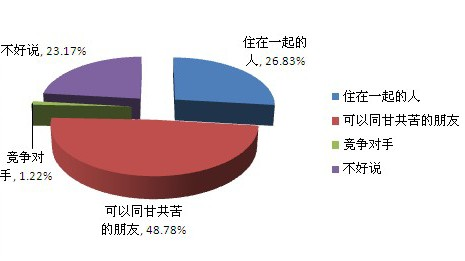 不好说, 23.17%
住在一起的
人, 26.83%
竞争对
手, 1.22%
可以同甘共苦
的朋友, 48.78%
住在一起的人
可以同甘共苦的朋友
竞争对手
不好说